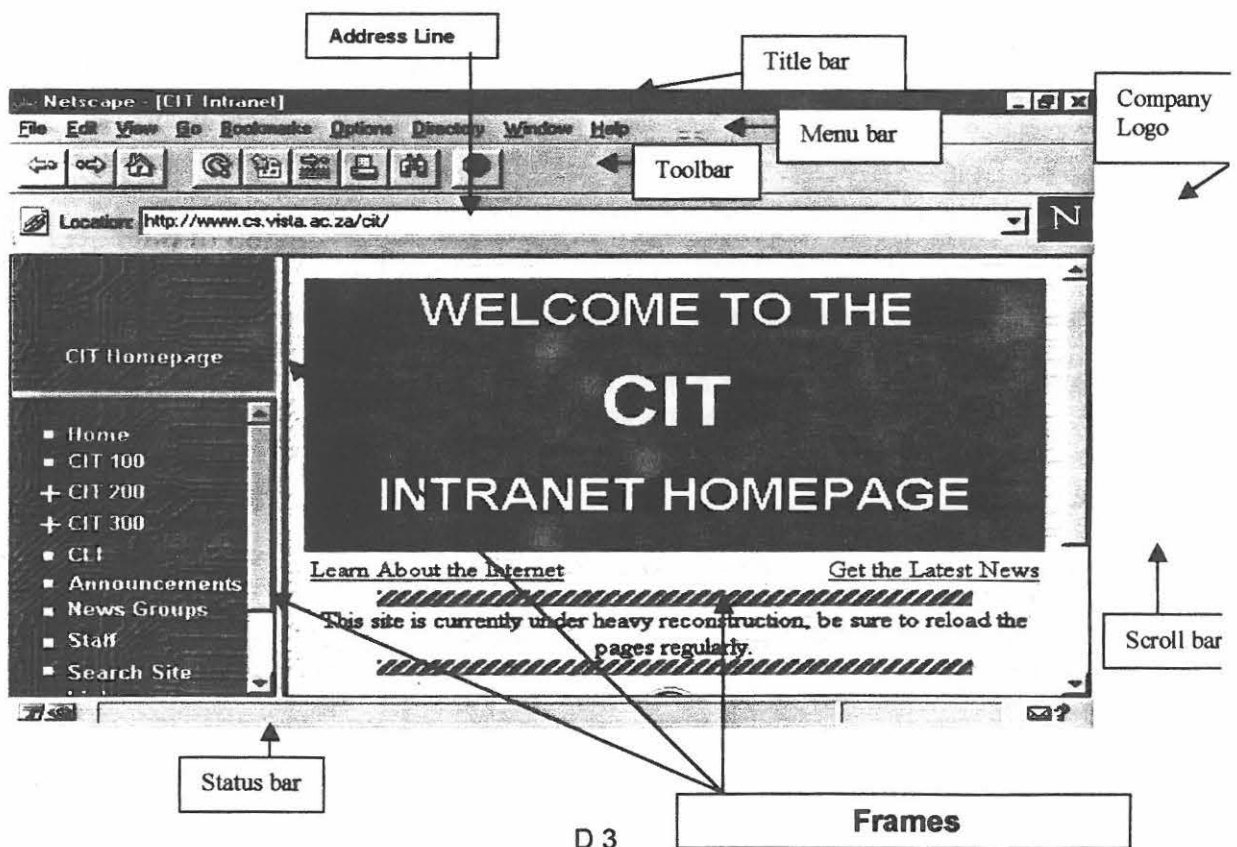 Address Line
Title bar
Netscape - [CIT Intranet]
Company
Logo
File Edit View Go Bookmarks Options Directory Window Help
Menu bar
Toolbar
Location: http://www.cs.vista.ac.za/cit/
N
CIT Homepage
Home
CIT 100
CIT 200
CIT 300
CLI
Announcements
News Groups
Staff
Search Site
WELCOME TO THE
CIT
INTRANET HOMEPAGE
Learn About the Internet
Get the Latest News
This site is currently under heavy reconstruction, be sure to reload the
pages regularly.
Scroll bar
Status bar
Frames
D 3